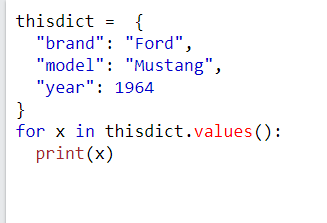 thisdict =  {
  "brand": "Ford",
  "model": "Mustang",
  "year": 1964
}
for x in thisdict.values():
  print(x)